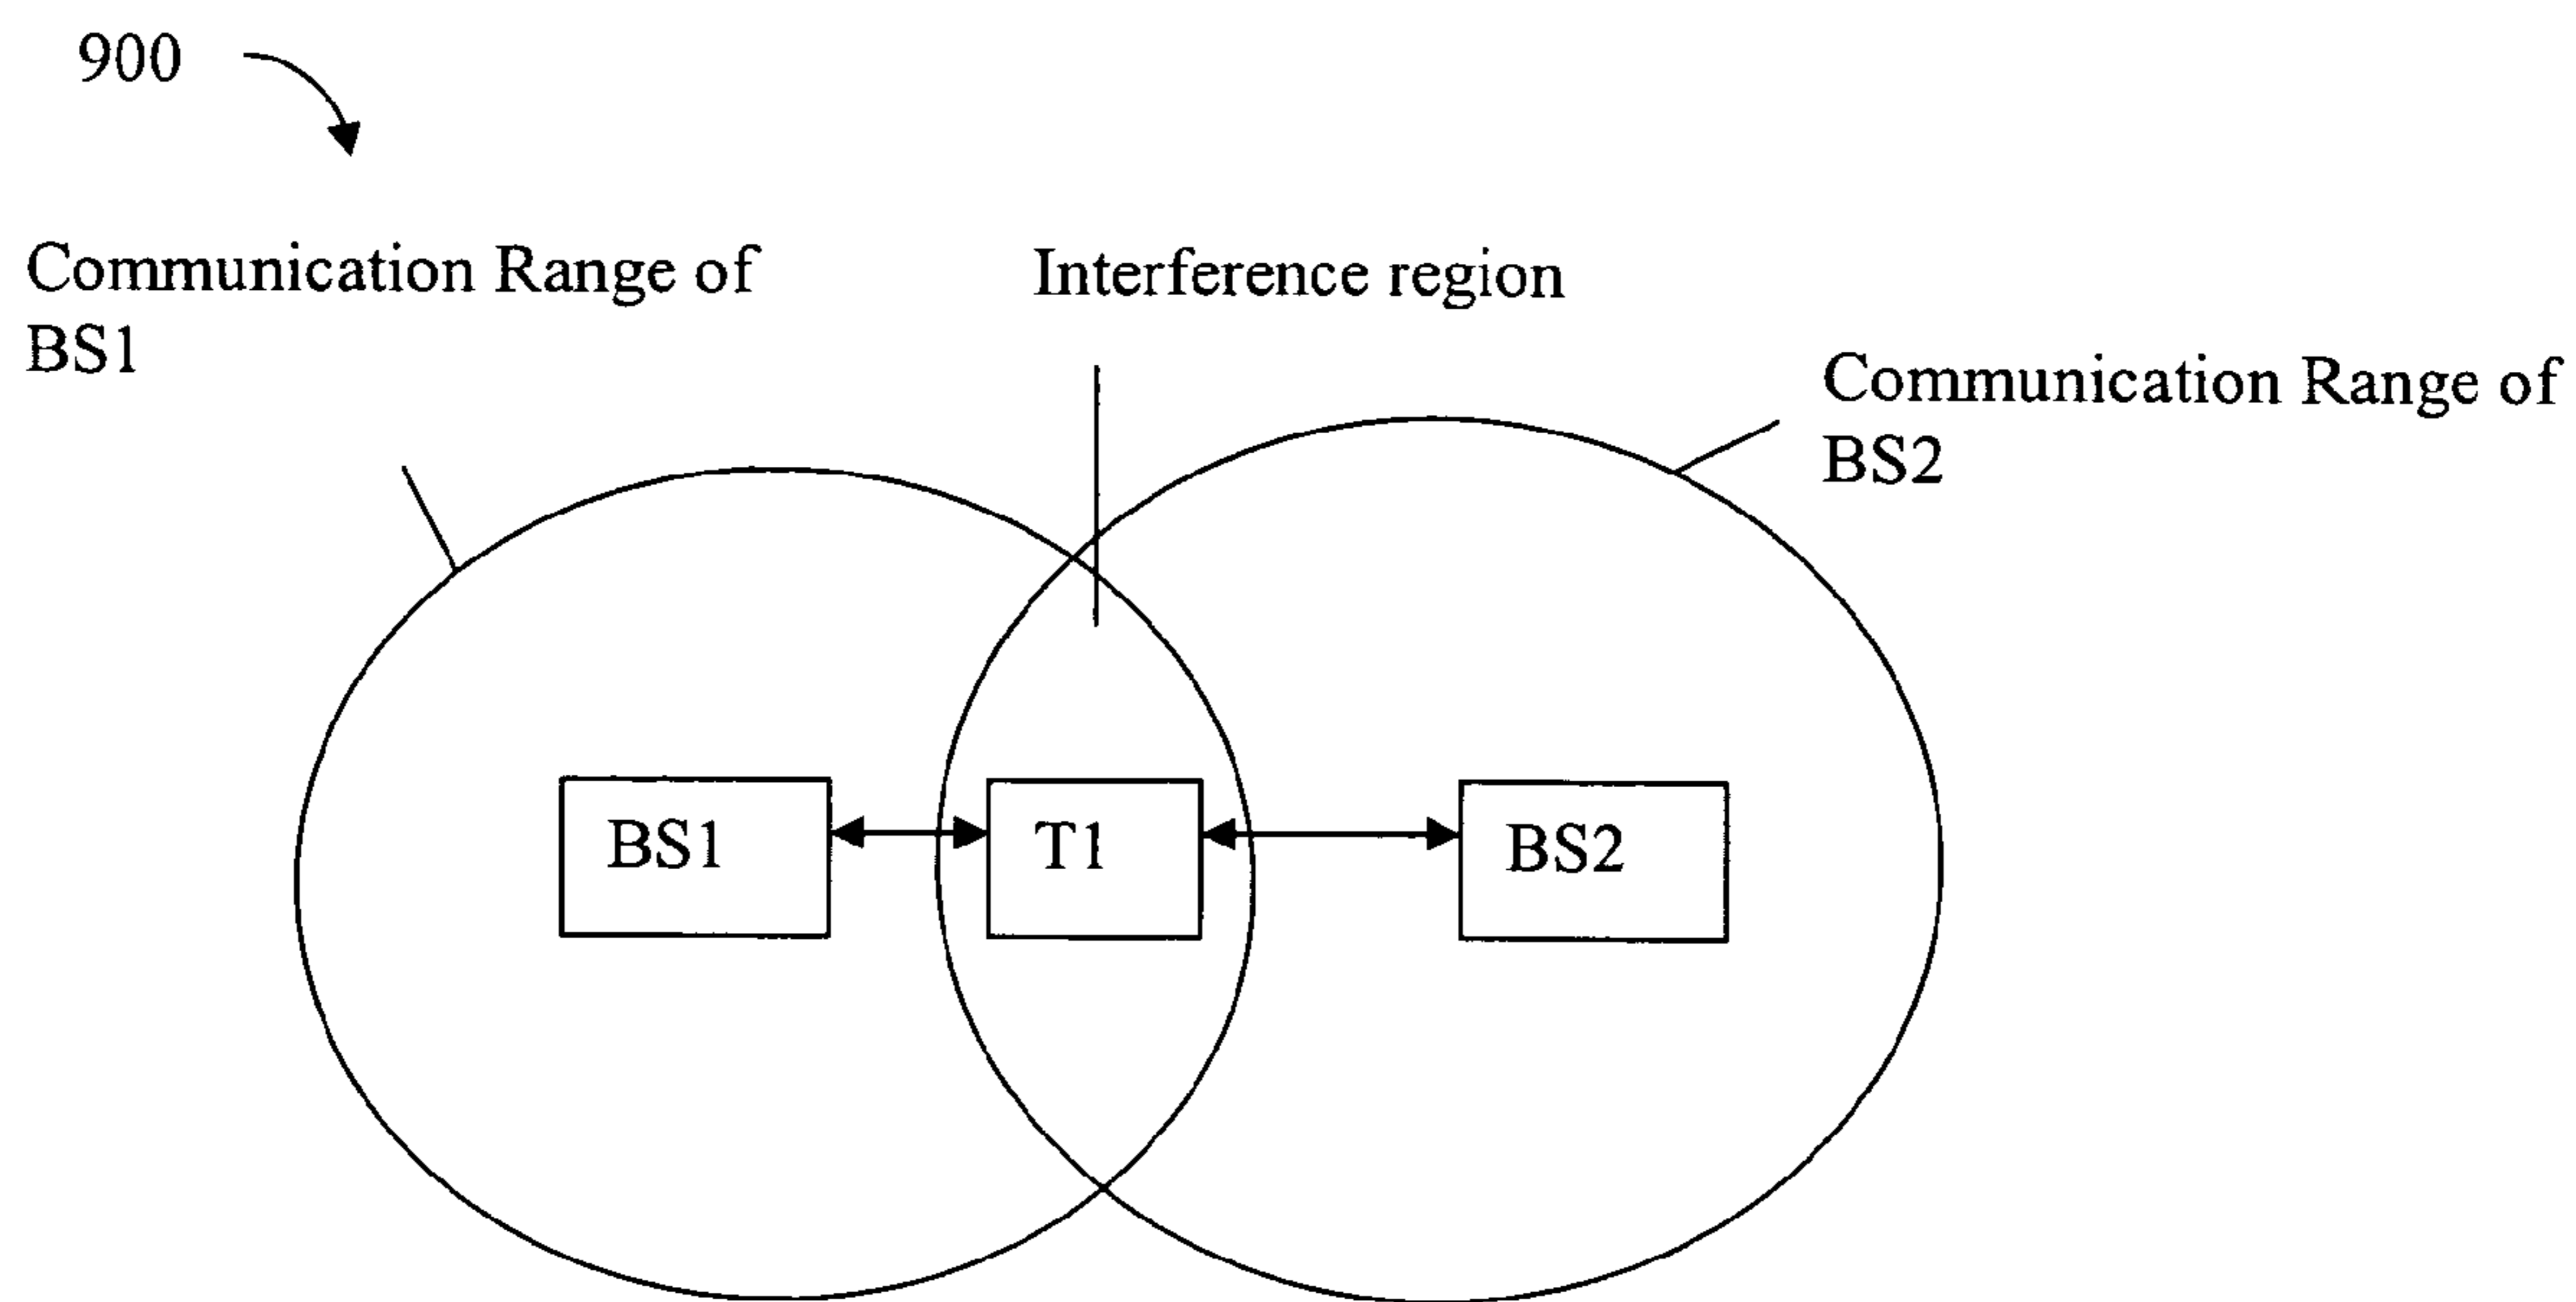 900
Communication Range of
BS1
Interference region
Communication Range of
BS2
BS1
T1
BS2